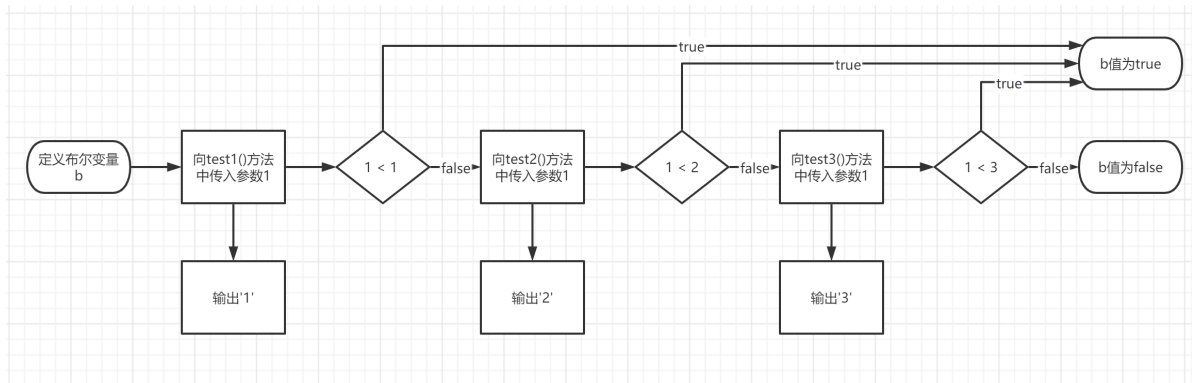 true
true
true
b值为true
定义布尔变量
b
向test1()方法
中传入参数1
1 < 1
false
向test2()方法
中传入参数1
1 < 2
false
向test3()方法
中传入参数1
1 < 3
false
b值为false
输出'1'
输出'2'
输出'3'